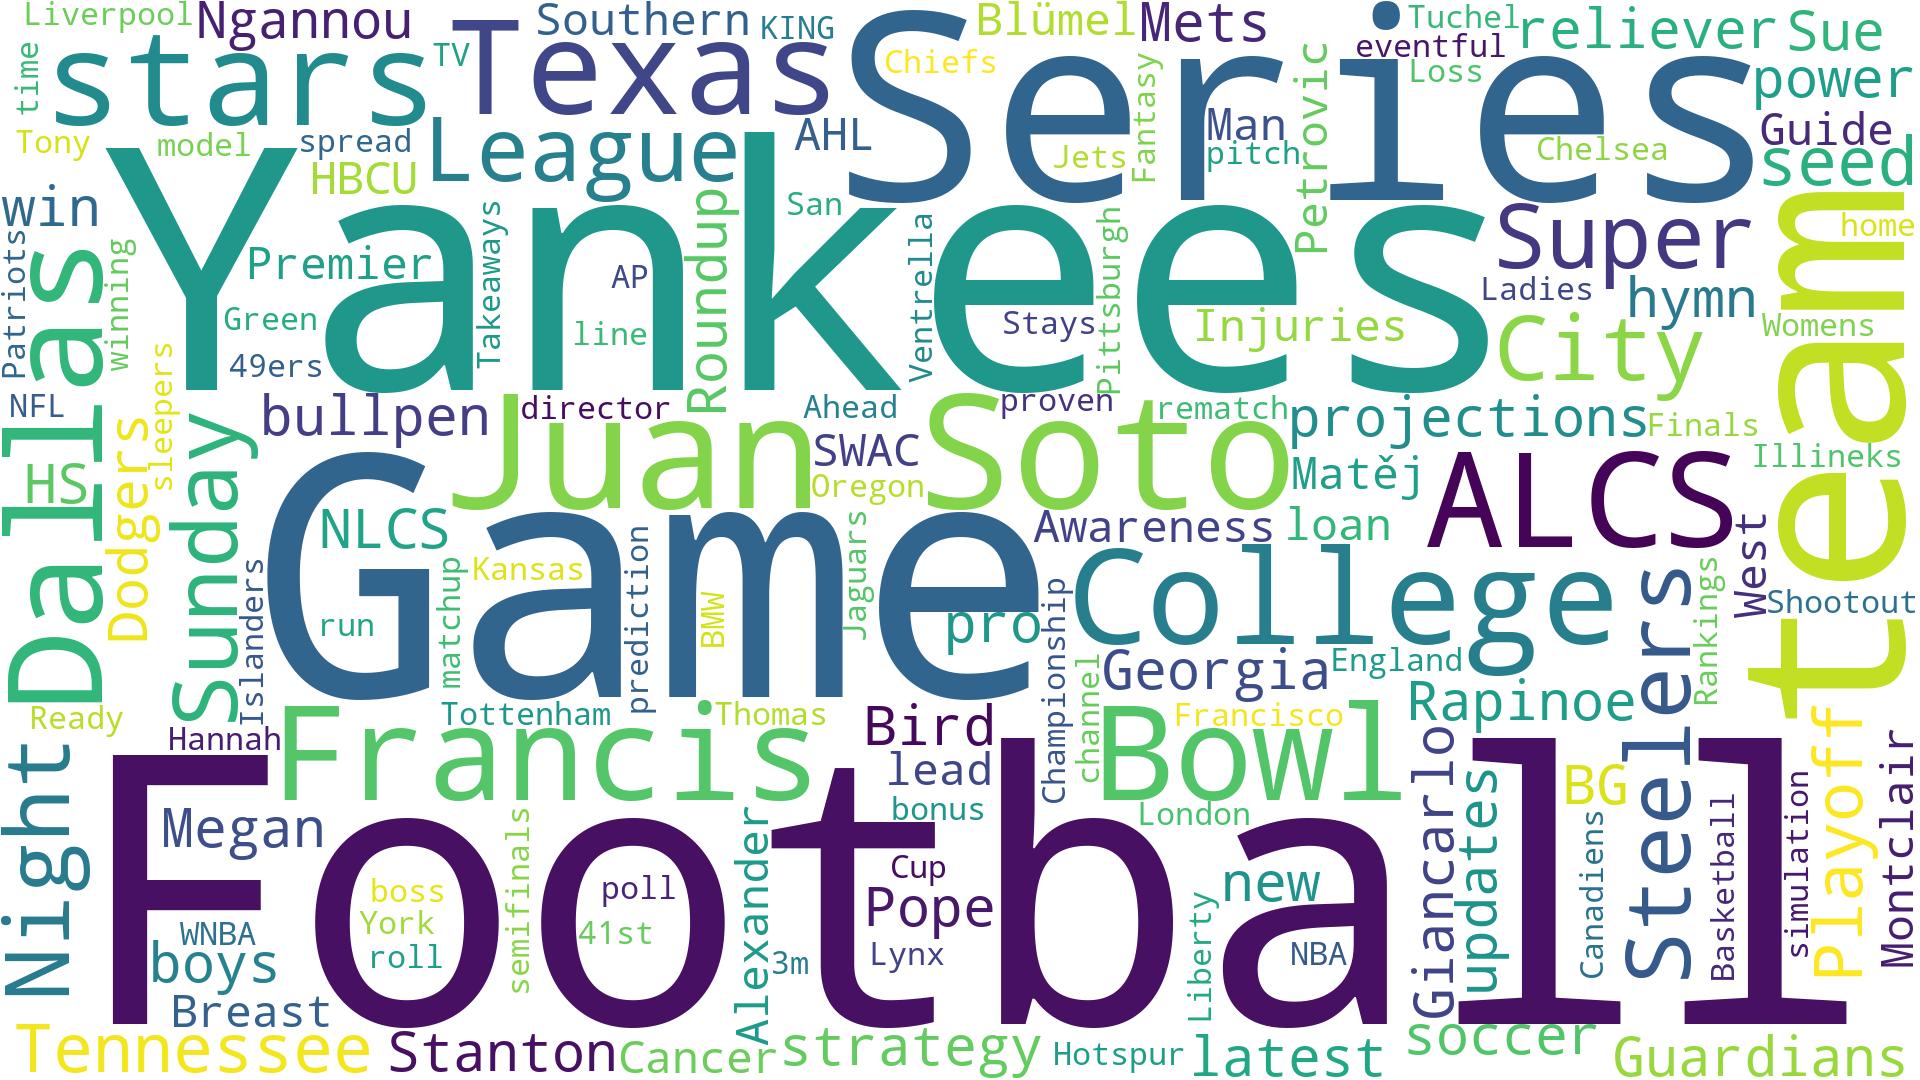 Liverpool
Ngannou
Southern
KING
Blümel
Mets
Tuchel
reliever
Sue
time
stars
TV
Texas
Series
Chiefs
Fantasy
eventful
Loss
Petrovic
power
Tony
model
spread
League
AHL
Jets
Man
pitch
Chelsea
Guide
seed
HBCU
win
Yankees
San
Super
team
home
Patriots
winning
Premier
Takeaways
AP
Roundup
Ventrella
Pittsburgh
Ladies
hymn
Green
line
Stays
Injuries
City
Womens
49ers
Dallas
NFL
sleepers
bullpen
director
Ahead
proven
rematch
projections
Finals
Dodgers
Sunday
Juan Soto
SWAC
Matěj
Illineks
HS
Oregon
ALCS
NLCS
Game
Jaguars
Awareness
loan
West
Islanders
Kansas
matchup
prediction
BMW
College
Rankings
Shootout
run
pro
Championship
Georgia
England
Steelers
Ready
Hannah
Tottenham
Thomas
Francis
Bird
channel
Francisco
Rapinoe
Bowl
Night
lead
Giancarlo
updates
BG
Playoff
Montclair
Megan
semifinals
Alexander
bonus
London
Canadiens
Basketball
simulation
Football
boss
poll
Cup
new
York
Pope
Liberty
WNBA
41st
boys
roll
3m
Lynx
NBA
Breast
Tennessee
Stanton
Cancer
strategy
Hotspur
latest
soccer
Guardians